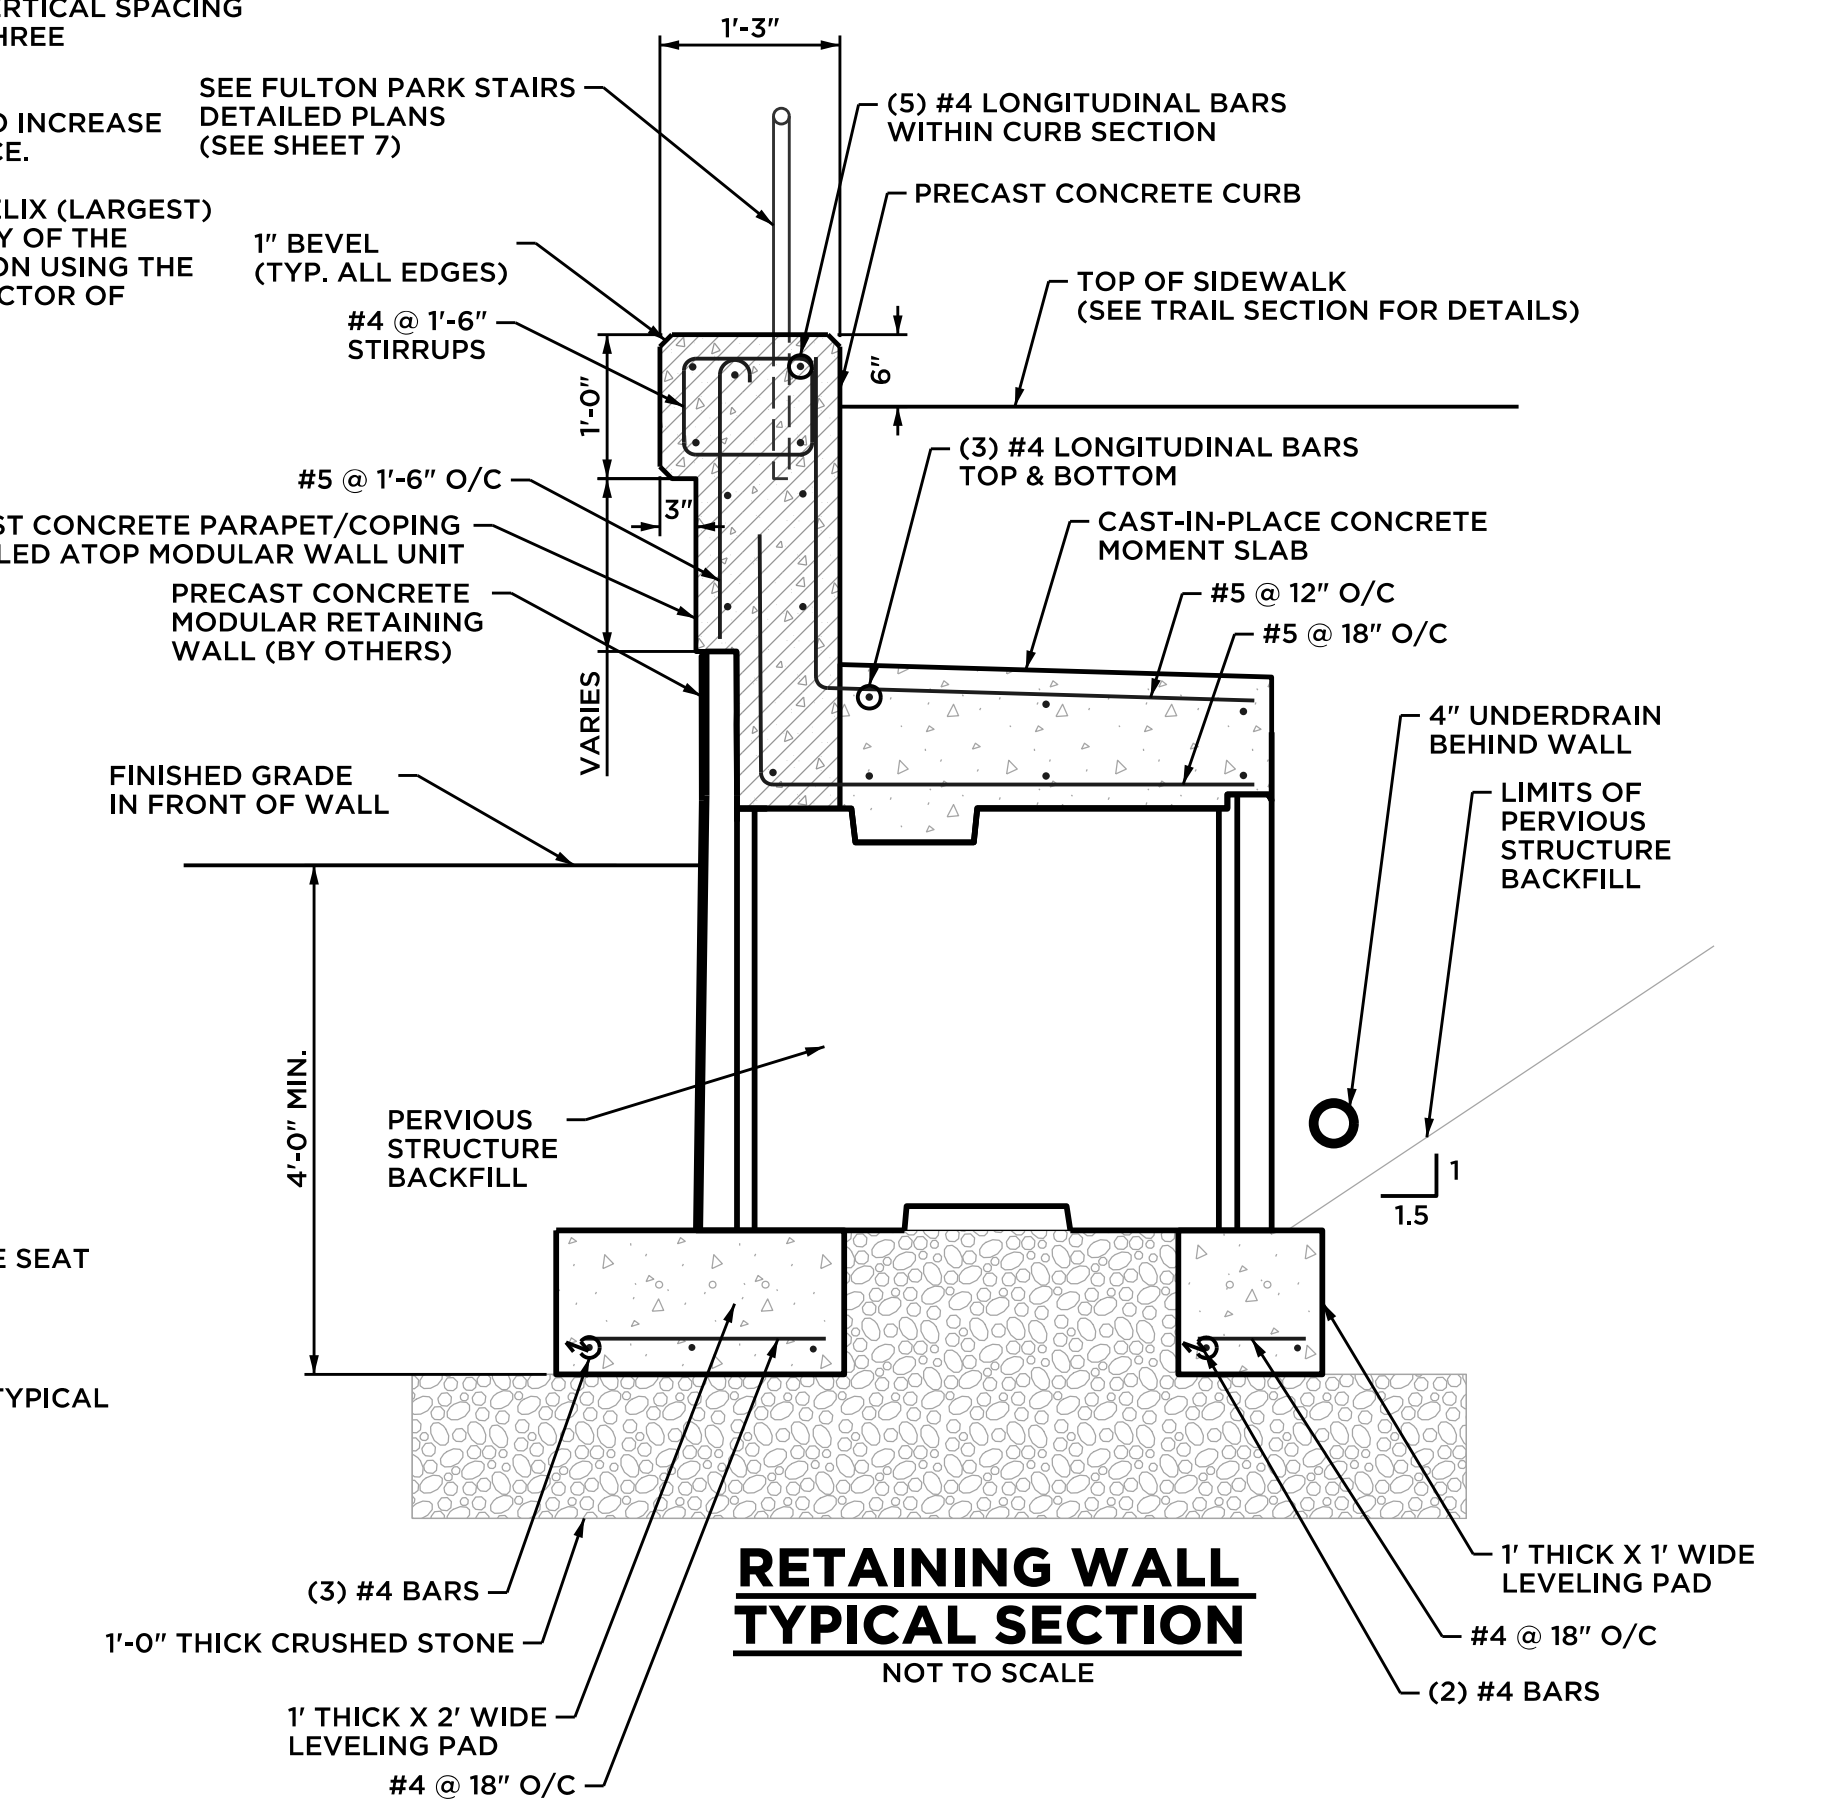 ERTICAL SPACING
HREE
INCREASE
CE.
ELIX (LARGEST)
Y OF THE
ON USING THE
CTOR OF
1'-3"
SEE FULTON PARK STAIRS
DETAILED PLANS
(SEE SHEET 7)
(5) #4 LONGITUDINAL BARS
WITHIN CURB SECTION
PRECAST CONCRETE CURB
1" BEVEL
(TYP. ALL EDGES)
TOP OF SIDEWALK
(SEE TRAIL SECTION FOR DETAILS)
#4 @ 1'-6"
STIRRUPS
6"
1'-0"
(3) #4 LONGITUDINAL BARS
TOP & BOTTOM
#5 @ 1'-6" O/C
3"
ST CONCRETE PARAPET/COPING
LLED ATOP MODULAR WALL UNIT
CAST-IN-PLACE CONCRETE
MOMENT SLAB
PRECAST CONCRETE
MODULAR RETAINING
WALL (BY OTHERS)
#5 @ 12" O/C
#5 @ 18" O/C
VARIES
4" UNDERDRAIN
BEHIND WALL
FINISHED GRADE
IN FRONT OF WALL
LIMITS OF
PERVIOUS
STRUCTURE
BACKFILL
4'-0" MIN.
PERVIOUS
STRUCTURE
BACKFILL
1
1.5
E SEAT
TYPICAL
(3) #4 BARS
1'-0" THICK CRUSHED STONE
1' THICK X 2' WIDE
LEVELING PAD
#4 @ 18" O/C
RETAINING WALL
TYPICAL SECTION
NOT TO SCALE
1' THICK X 1' WIDE
LEVELING PAD
#4 @ 18" O/C
(2) #4 BARS